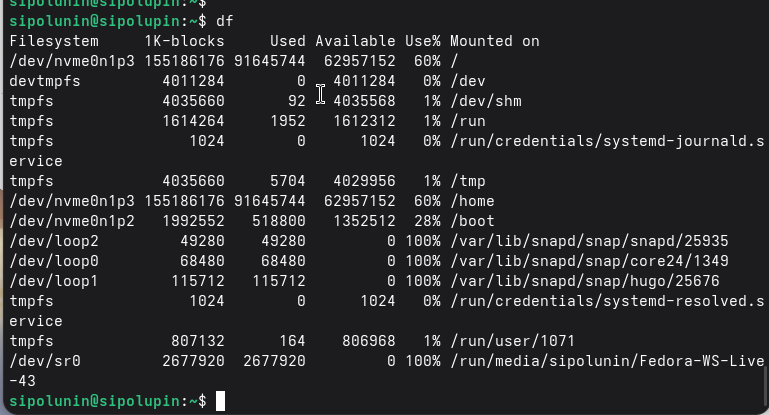 sipolunin@sipolupin:~$
sipolunin@sipolupin:~$ df
Filesystem     1K-blocks     Used Available Use% Mounted on
/dev/nvme0n1p3 155186176 91645744  62957152  60% /
devtmpfs         4011284        0   4011284   0% /dev
tmpfs            4035660       92   4035568   1% /dev/shm
tmpfs            1614264     1952   1612312   1% /run
tmpfs               1024        0      1024   0% /run/credentials/systemd-journald.s
ervice
tmpfs            4035660     5704   4029956   1% /tmp
/dev/nvme0n1p3 155186176 91645744  62957152  60% /home
/dev/nvme0n1p2   1992552   518800   1352512  28% /boot
/dev/loop2         49280    49280         0 100% /var/lib/snapd/snap/snapd/25935
/dev/loop0         68480    68480         0 100% /var/lib/snapd/snap/core24/1349
/dev/loop1        115712   115712         0 100% /var/lib/snapd/snap/hugo/25676
tmpfs               1024        0      1024   0% /run/credentials/systemd-resolved.s
ervice
tmpfs             807132      164    806968   1% /run/user/1071
/dev/sr0         2677920  2677920         0 100% /run/media/sipolunin/Fedora-WS-Live
-43
sipolunin@sipolupin:~$